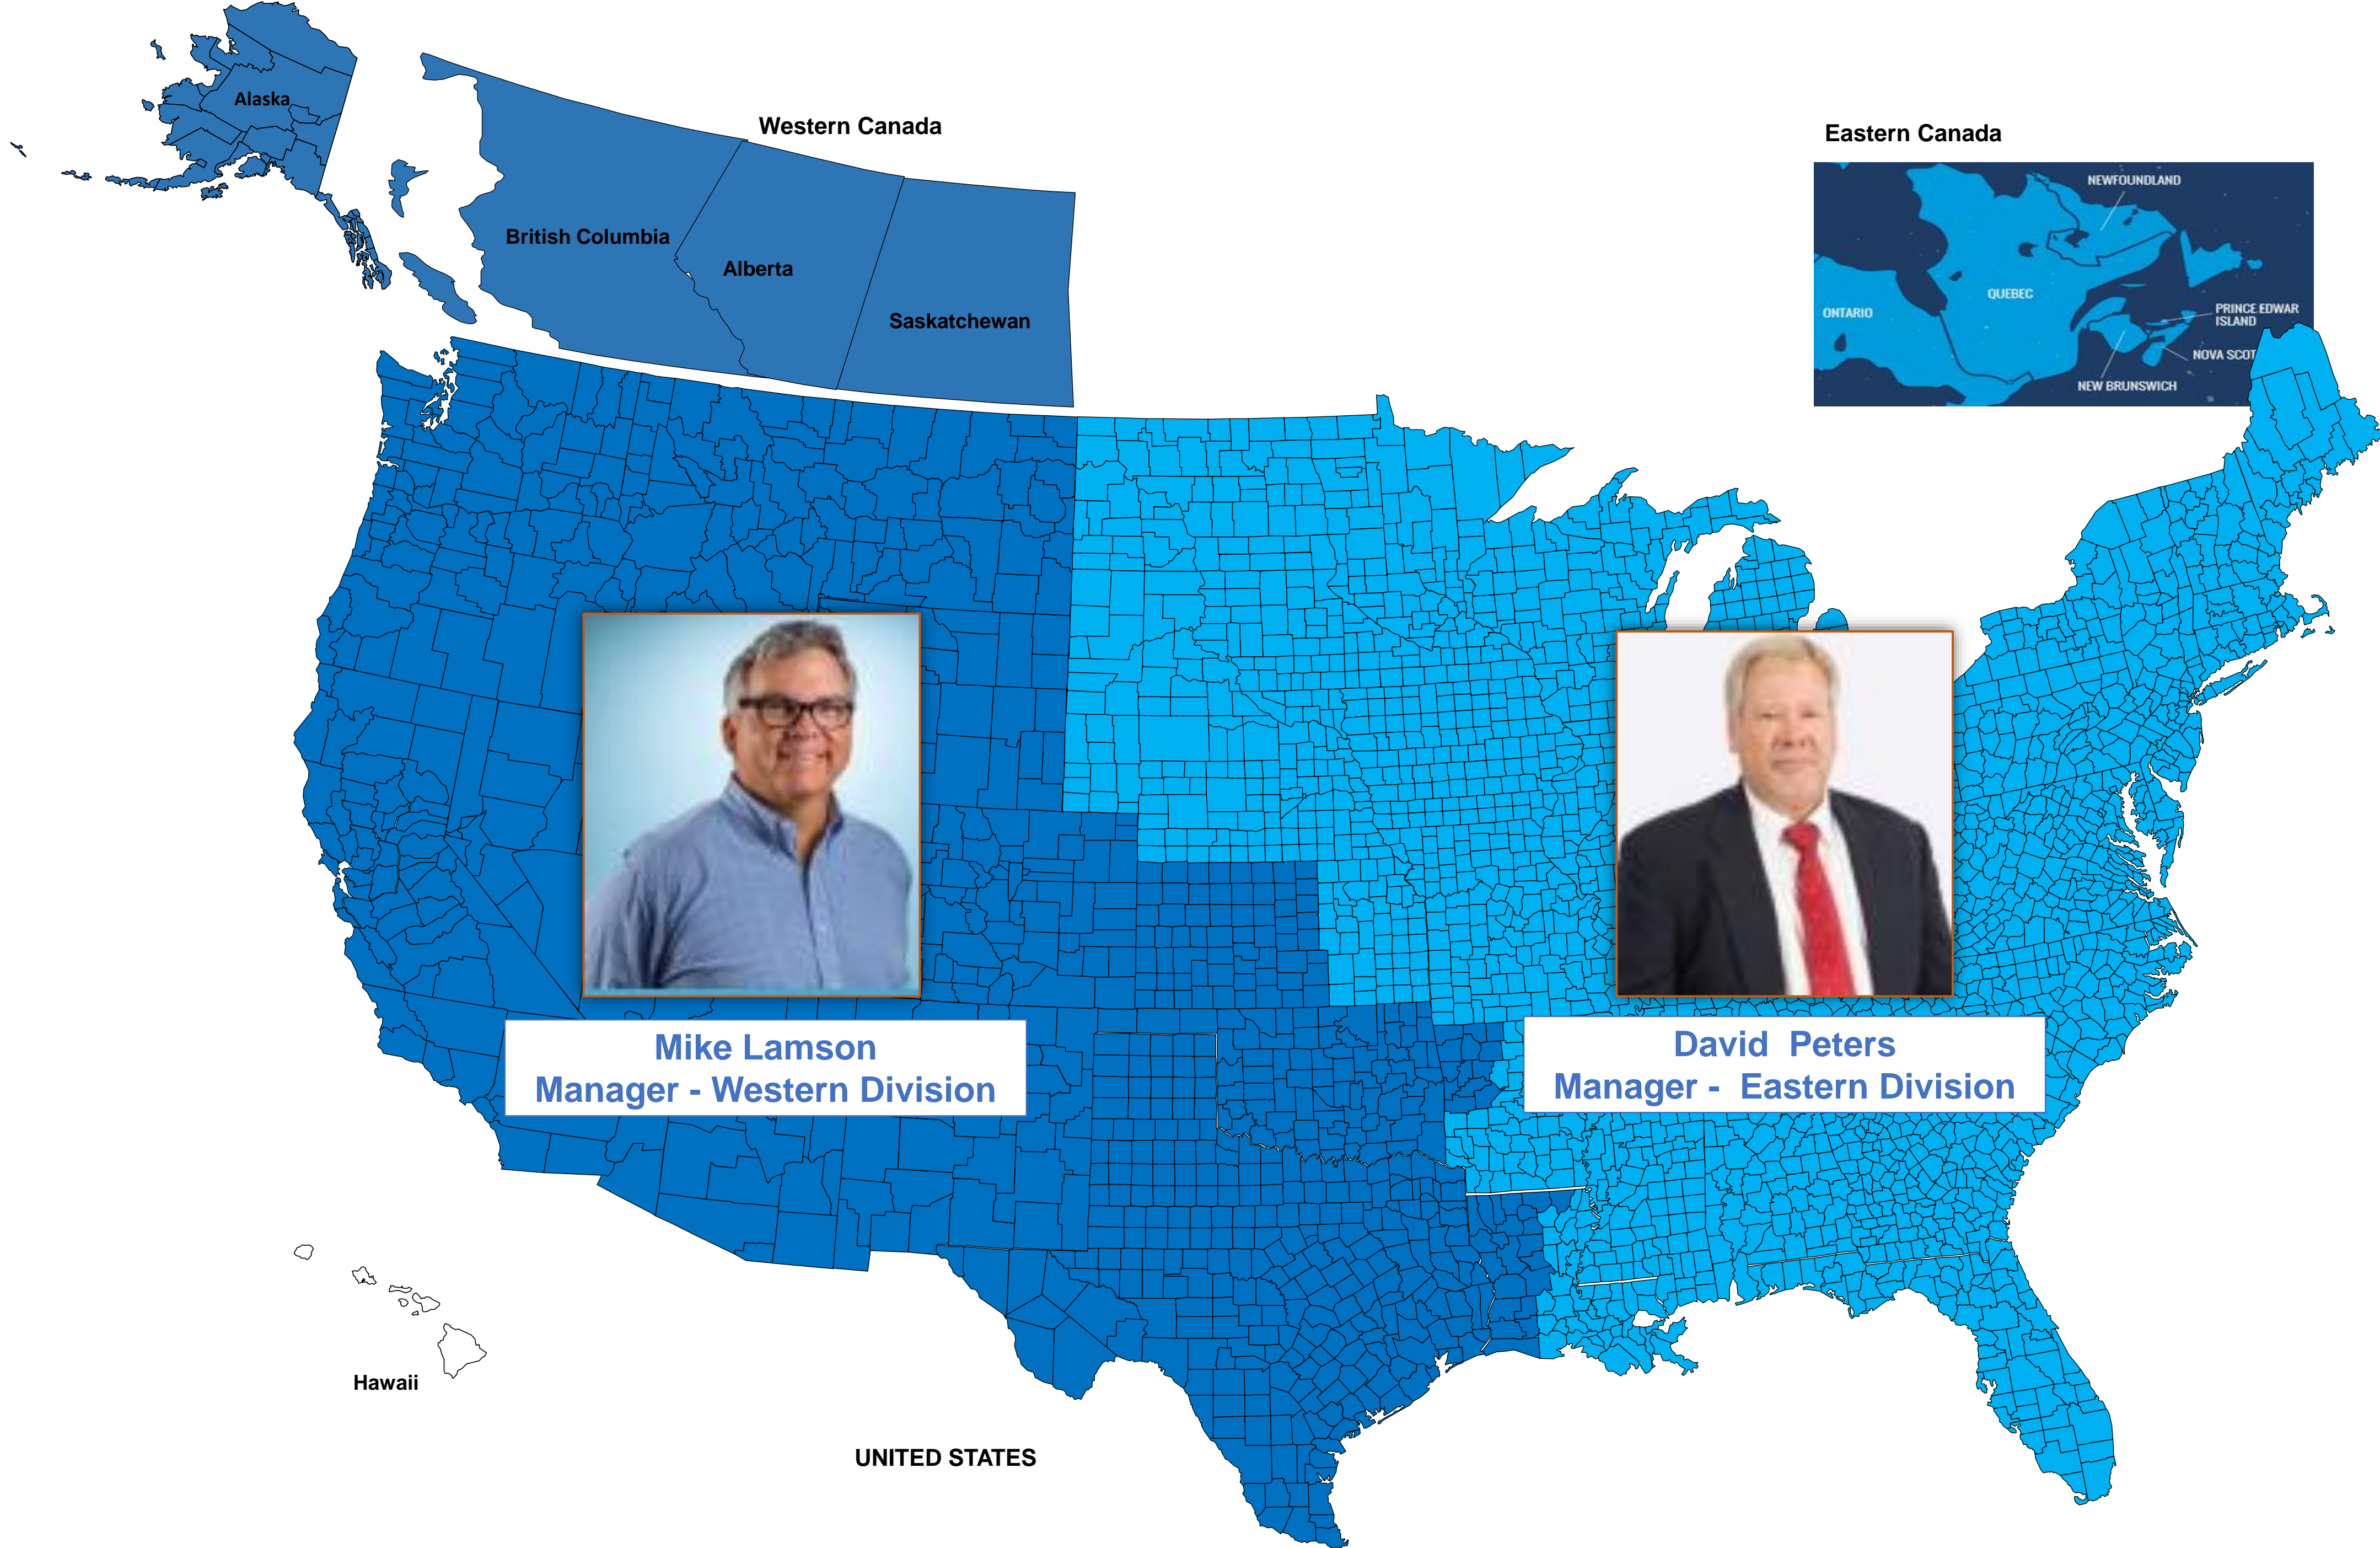 Alaska
Western Canada
British Columbia
Alberta
Saskatchewan
Eastern Canada
NEWFOUNDLAND
QUEBEC
ONTARIO
PRINCE EDWAR
ISLAND
NOVA SCOT
NEW BRUNSWICH
Mike Lamson
Manager - Western Division
David  Peters
Manager -  Eastern Division
Hawaii
UNITED STATES